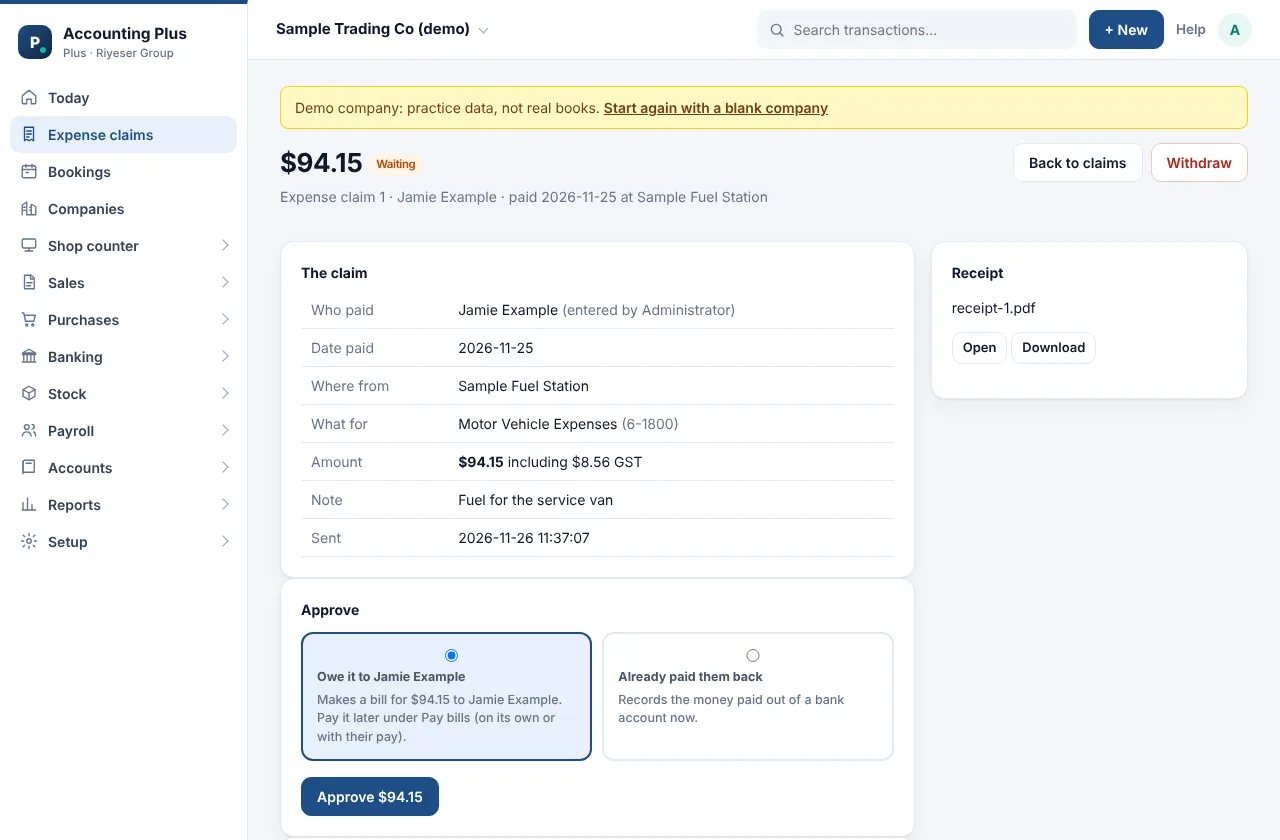 P
Accounting Plus
Plus · Riyeser Group
Today
Expense claims
Bookings
Companies
Shop counter
Sales
Purchases
Banking
Stock
Payroll
Accounts
Reports
Setup
Sample Trading Co (demo)
Search transactions...
+ New
Help
A
Demo company: practice data, not real books. Start again with a blank company
$94.15 Waiting
Back to claims
Withdraw
Expense claim 1 · Jamie Example · paid 2026-11-25 at Sample Fuel Station
The claim
Who paid Jamie Example (entered by Administrator)
Date paid 2026-11-25
Where from Sample Fuel Station
What for Motor Vehicle Expenses (6-1800)
Amount $94.15 including $8.56 GST
Note Fuel for the service van
Sent 2026-11-26 11:37:07
Receipt
receipt-1.pdf
Open
Download
Approve
Owe it to Jamie Example
Makes a bill for $94.15 to Jamie Example.
Pay it later under Pay bills (on its own or
with their pay).
Already paid them back
Records the money paid out of a bank
account now.
Approve $94.15